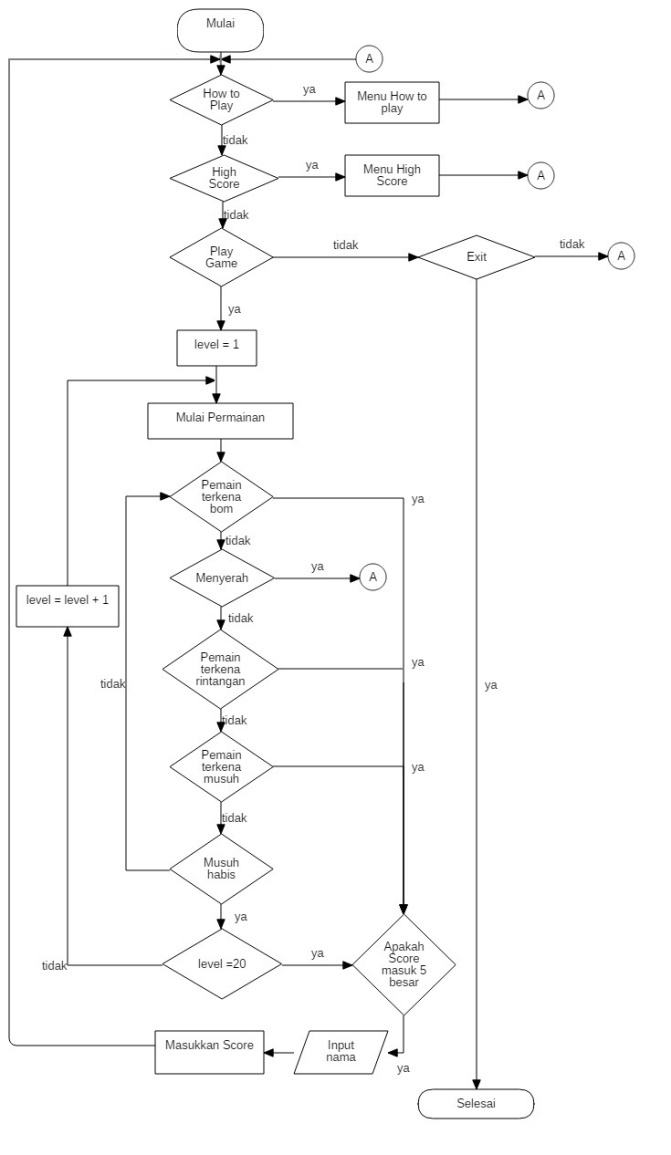 Mulai
A
How to
Play
ya
Menu How to
play
A
tidak
High
Score
ya
Menu High
Score
A
tidak
Play
Game
tidak
Exit
tidak
A
ya
level = 1
Mulai Permainan
Pemain
terkena
bom
ya
tidak
Menyerah
ya
A
level = level + 1
tidak
Pemain
terkena
rintangan
ya
tidak
ya
tidak
Pemain
terkena
musuh
ya
tidak
Musuh
habis
ya
level =20
ya
Apakah
Score
masuk 5
besar
tidak
Masukkan Score
Input
nama
ya
Selesai